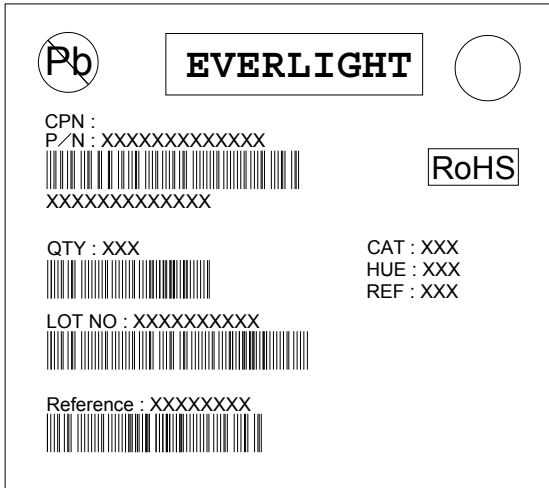 Pb
EVERLIGHT
CPN :
P/N : XXXXXXXXXXXXX
RoHS
XXXXXXXXXXXXX
QTY : XXX
CAT : XXX
HUE : XXX
REF : XXX
LOT NO : XXXXXXXXXX
Reference : XXXXXXXX